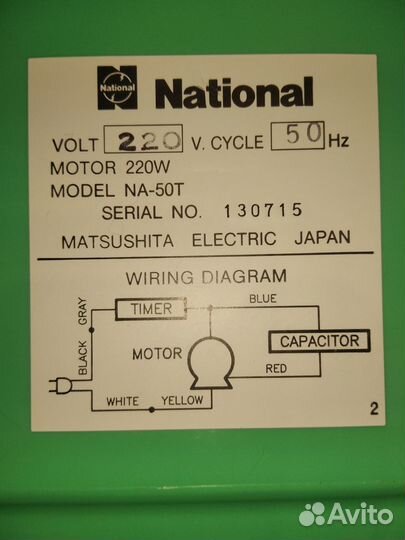 National National
VOLT 220 V. CYCLE 50 Hz
MOTOR 220W
MODEL NA-50T
SERIAL NO. 130715
MATSUSHITA ELECTRIC JAPAN
WIRING DIAGRAM
GRAY TIMER BLUE
BLACK MOTOR CAPACITOR
RED
WHITE YELLOW
2
Avito